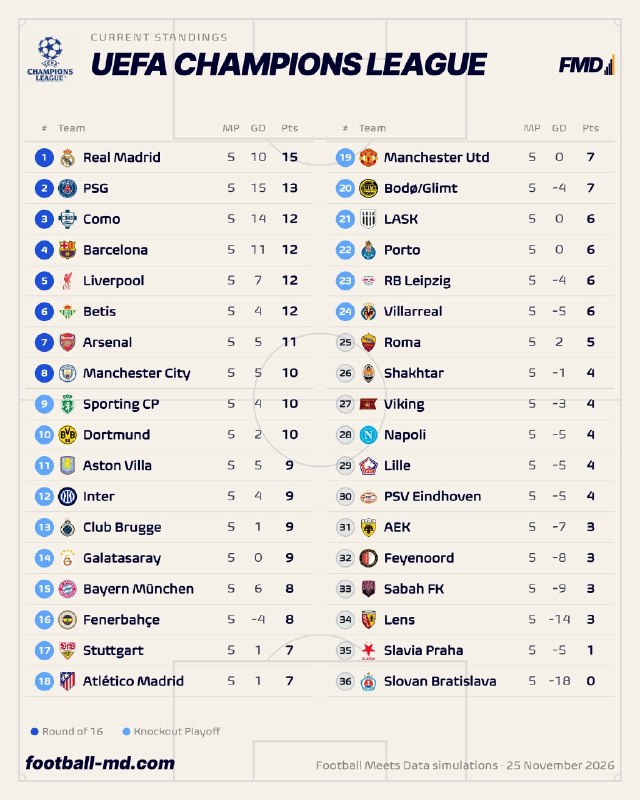 CURRENT STANDINGS
UEFA CHAMPIONS LEAGUE
CHAMPIONS
LEAGUE
FMD
# Team MP GD Pts
1 Real Madrid 5 10 15
2 PSG 5 15 13
3 Como 5 14 12
4 Barcelona 5 11 12
5 Liverpool 5 7 12
6 Betis 5 4 12
7 Arsenal 5 5 11
8 Manchester City 5 5 10
9 Sporting CP 5 4 10
10 Dortmund 5 2 10
11 Aston Villa 5 5 9
12 Inter 5 4 9
13 Club Brugge 5 1 9
14 Galatasaray 5 0 9
15 Bayern München 5 6 8
16 Fenerbahçe 5 -4 8
17 Stuttgart 5 1 7
18 Atlético Madrid 5 1 7
# Team MP GD Pts
19 Manchester Utd 5 0 7
20 Bodø/Glimt 5 -4 7
21 LASK 5 0 6
22 Porto 5 0 6
23 RB Leipzig 5 -4 6
24 Villarreal 5 -5 6
25 Roma 5 2 5
26 Shakhtar 5 -1 4
27 Viking 5 -3 4
28 Napoli 5 -5 4
29 Lille 5 -5 4
30 PSV Eindhoven 5 -5 4
31 AEK 5 -7 3
32 Feyenoord 5 -8 3
33 Sabah FK 5 -9 3
34 Lens 5 -14 3
35 Slavia Praha 5 -5 1
36 Slovan Bratislava 5 -18 0
Round of 16 Knockout Playoff
football-md.com
Football Meets Data simulations · 25 November 2026